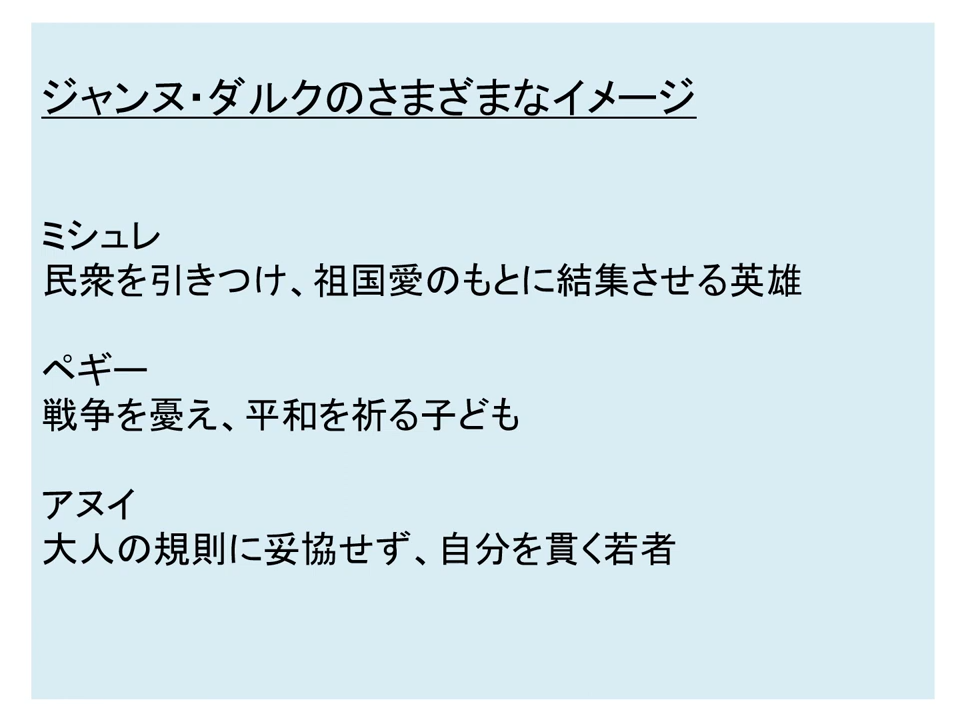 ジャンヌ・ダルクのさまざまなイメージ
ミシュレ
民衆を引きつけ、祖国愛のもとに結集させる英雄
ペギー
戦争を憂え、平和を祈る子ども
アヌイ
大人の規則に妥協せず、自分を貫く若者